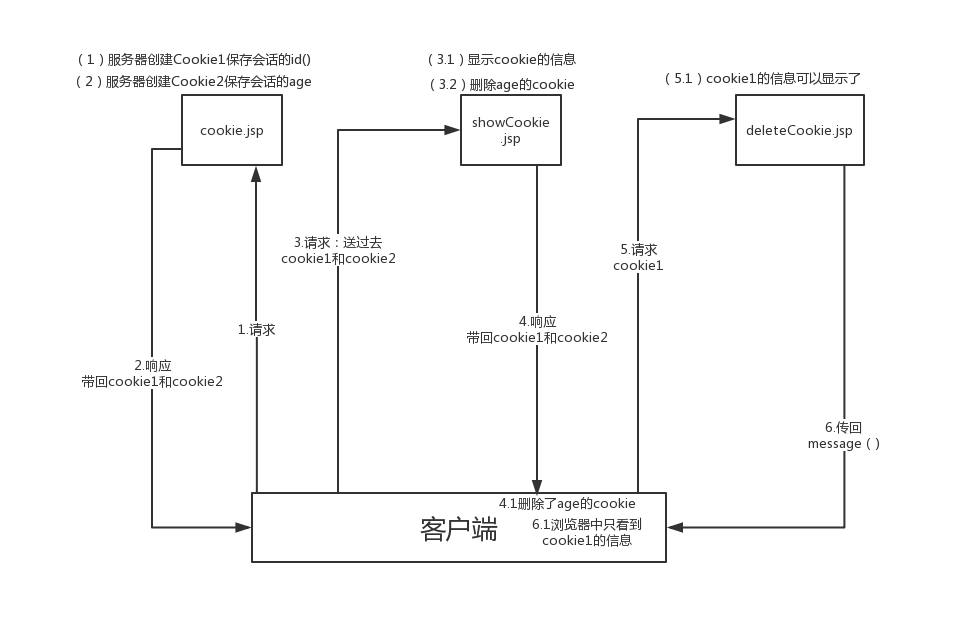 （1）服务器创建Cookie1保存会话的id()
（2）服务器创建Cookie2保存会话的age
cookie.jsp
（3.1）显示cookie的信息
（3.2）删除age的cookie
showCookie
.jsp
（5.1）cookie1的信息可以显示了
deleteCookie.jsp
3.请求：送过去
cookie1和cookie2
5.请求
cookie1
1.请求
4.响应
带回cookie1和cookie2
2.响应
带回cookie1和cookie2
6.传回
message（）
4.1删除了age的cookie
客户端
6.1浏览器中只看到
cookie1的信息